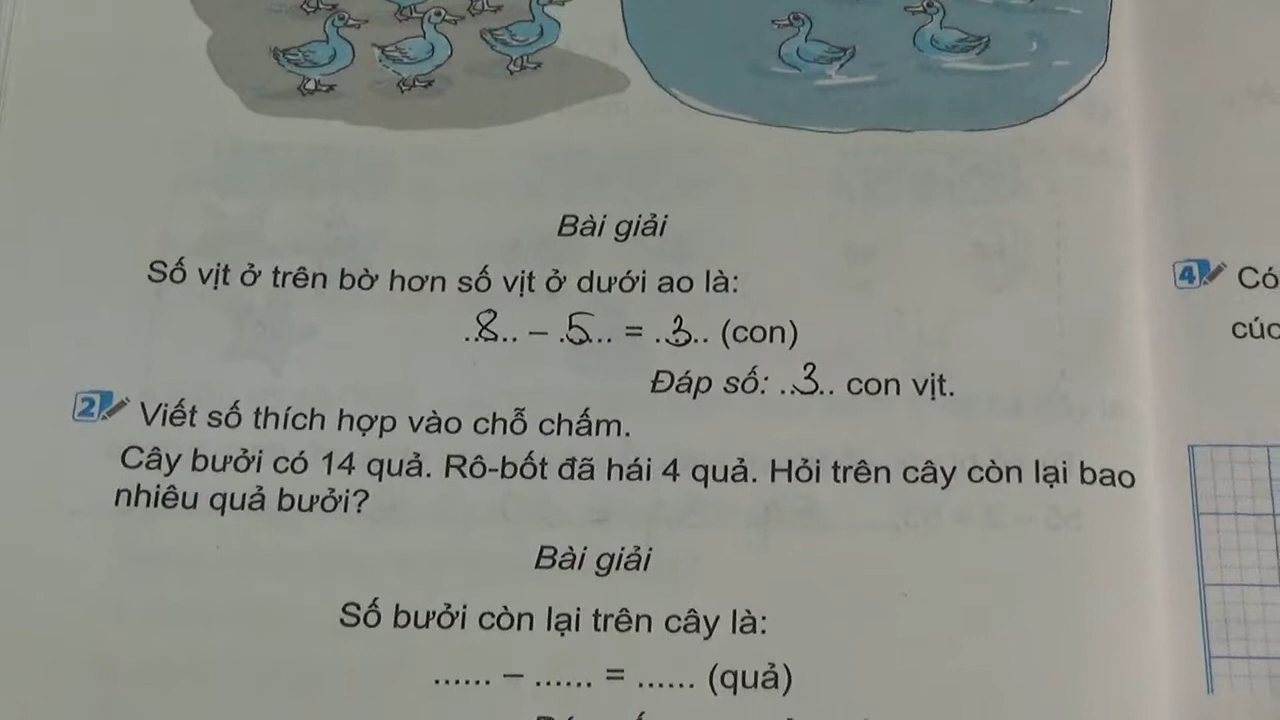 Bài giải
Số vịt ở trên bờ hơn số vịt ở dưới ao là:
..8.. – .5... = .3.. (con)
Đáp số: ..3.. con vịt.
2 Viết số thích hợp vào chỗ chấm.
Cây bưởi có 14 quả. Rô-bốt đã hái 4 quả. Hỏi trên cây còn lại bao
nhiêu quả bưởi?
Bài giải
Số bưởi còn lại trên cây là:
...... – ...... = ...... (quả)
4 Có
cúc